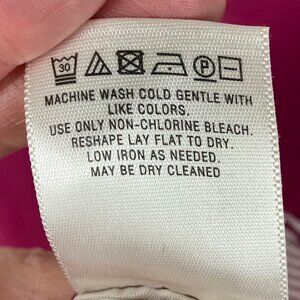 30 P
MACHINE WASH COLD GENTLE WITH
LIKE COLORS.
USE ONLY NON-CHLORINE BLEACH.
RESHAPE LAY FLAT TO DRY.
LOW IRON AS NEEDED.
MAY BE DRY CLEANED